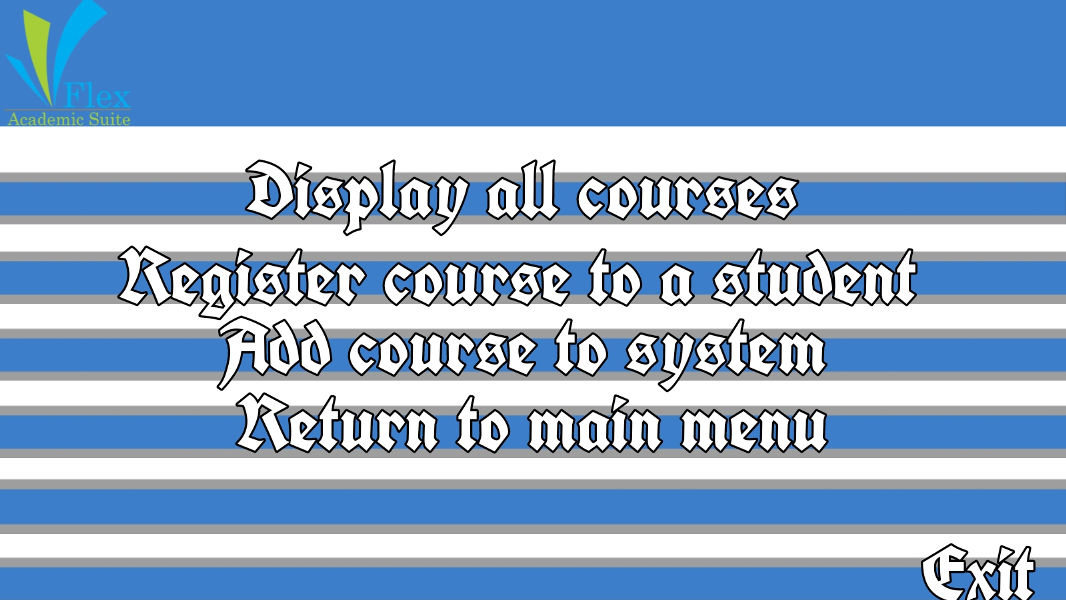 Flex
Academic Suite
Display all courses
Register course to a student
Add course to system
Return to main menu
Exit